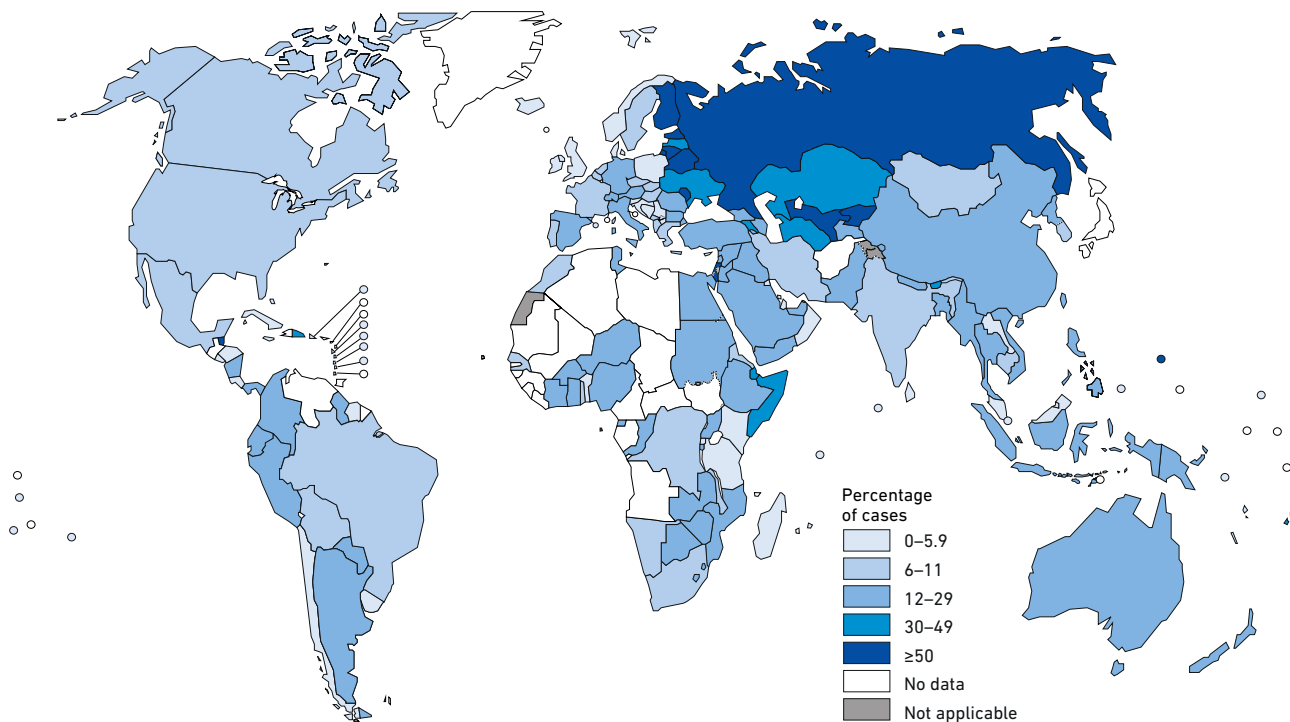 Percentage
of cases
0–5.9
6–11
12–29
30–49
≥50
No data
Not applicable